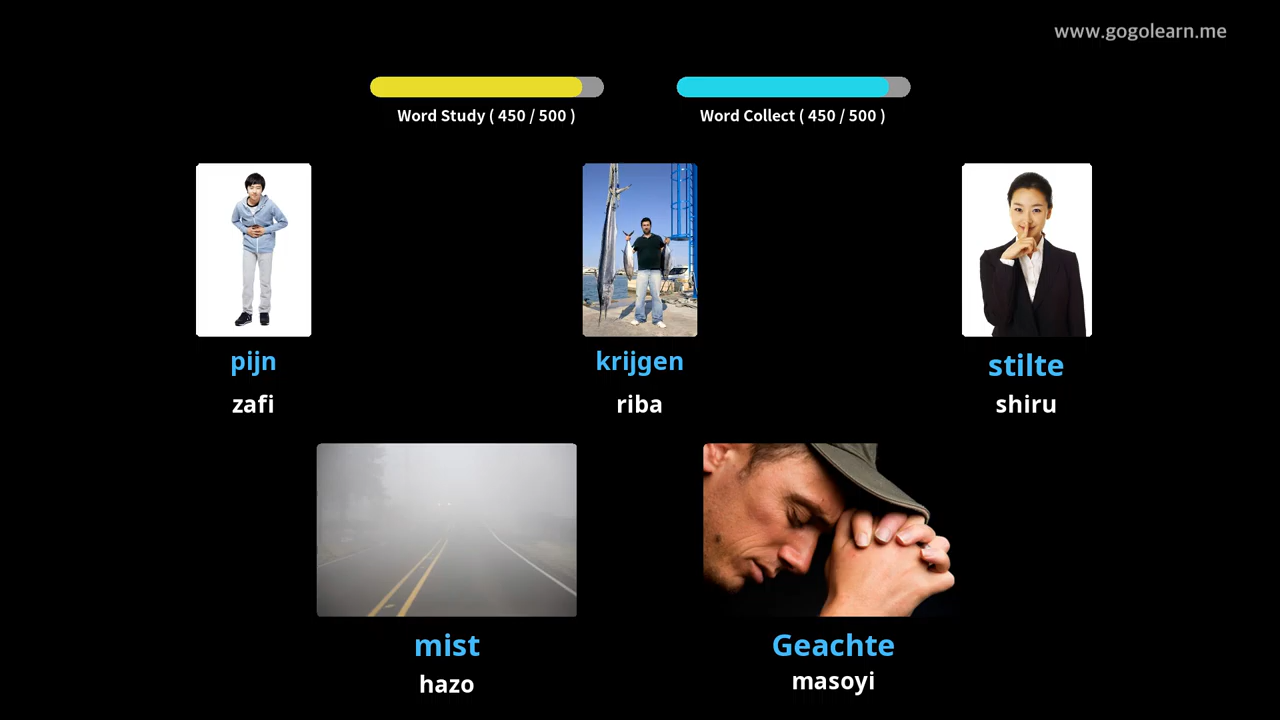 www.gogolearn.me
Word Study ( 450 / 500 )
Word Collect ( 450 / 500 )
pijn
krijgen
stilte
zafi
riba
shiru
mist
Geachte
hazo
masoyi